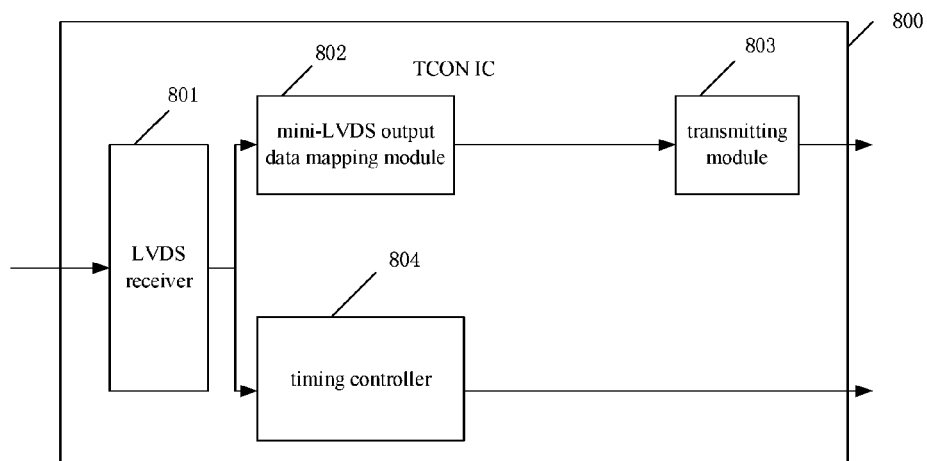 800
802
TCON IC
803
801
mini-LVDS output
data mapping module
transmitting
module
LVDS
receiver
804
timing controller